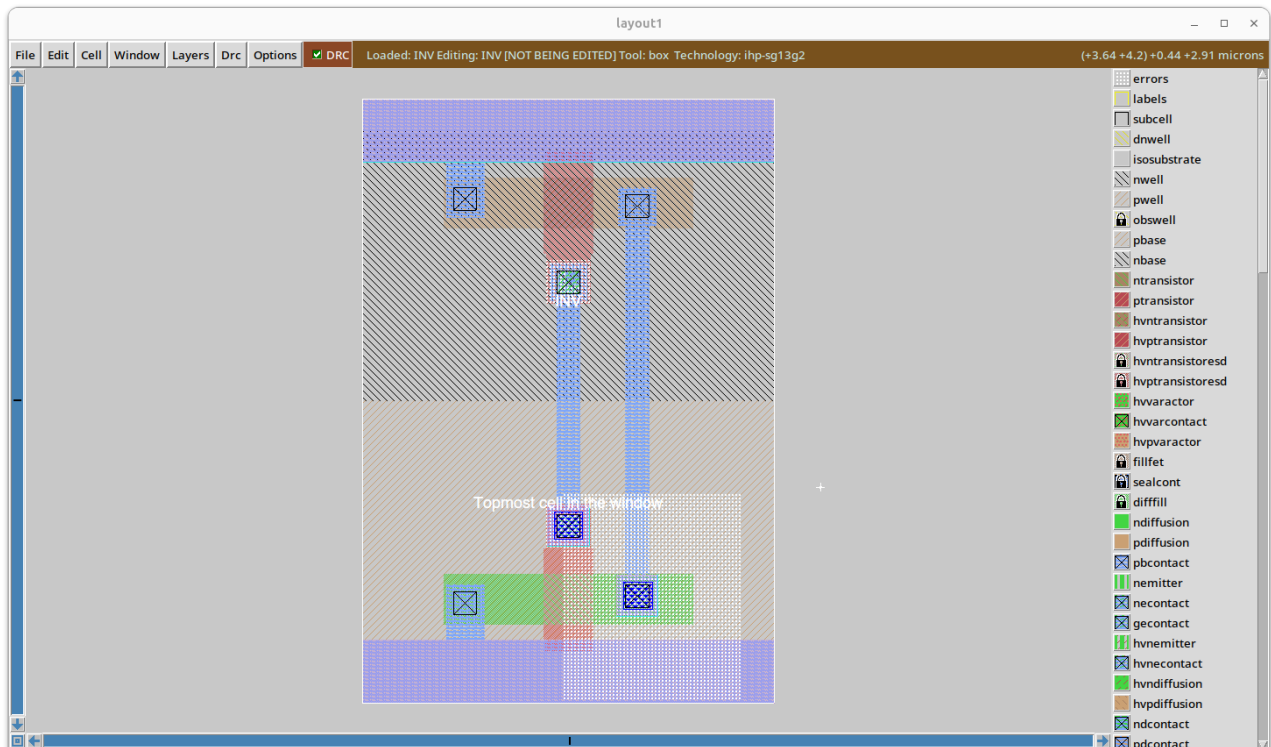 layout1
File Edit Cell Window Layers Drc Options DRC Loaded: INV Editing: INV [NOT BEING EDITED] Tool: box Technology: ihp-sg13g2 (+3.64 +4.2) +0.44 +2.91 microns
errors
labels
subcell
dnwell
isosubstrate
nwell
pwell
obswell
pbase
nbase
ntransistor
ptransistor
hvntransistor
hvptransistor
hvntransistoresd
hvptransistoresd
hvvaractor
hvvarcontact
hvpvaractor
fillfet
sealcont
difffill
ndiffusion
pdiffusion
pbcontact
nemitter
necontact
gecontact
hvnemitter
hvnecontact
hvndiffusion
hvpdiffusion
ndcontact
pdcontact
INV
Topmost cell in the window